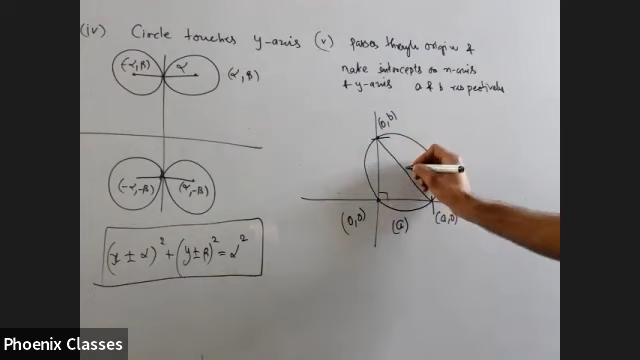 (iv) Circle touches y-axis
(-α,β) α (α,β)
(-α,-β) (α,-β)
(x ± α)² + (y ± β)² = α²
(v) Passes through origin &
make intercepts on x-axis
& y-axis a & b respectively
(0,b)
(0,0) (a) (a,0)
Phoenix Classes